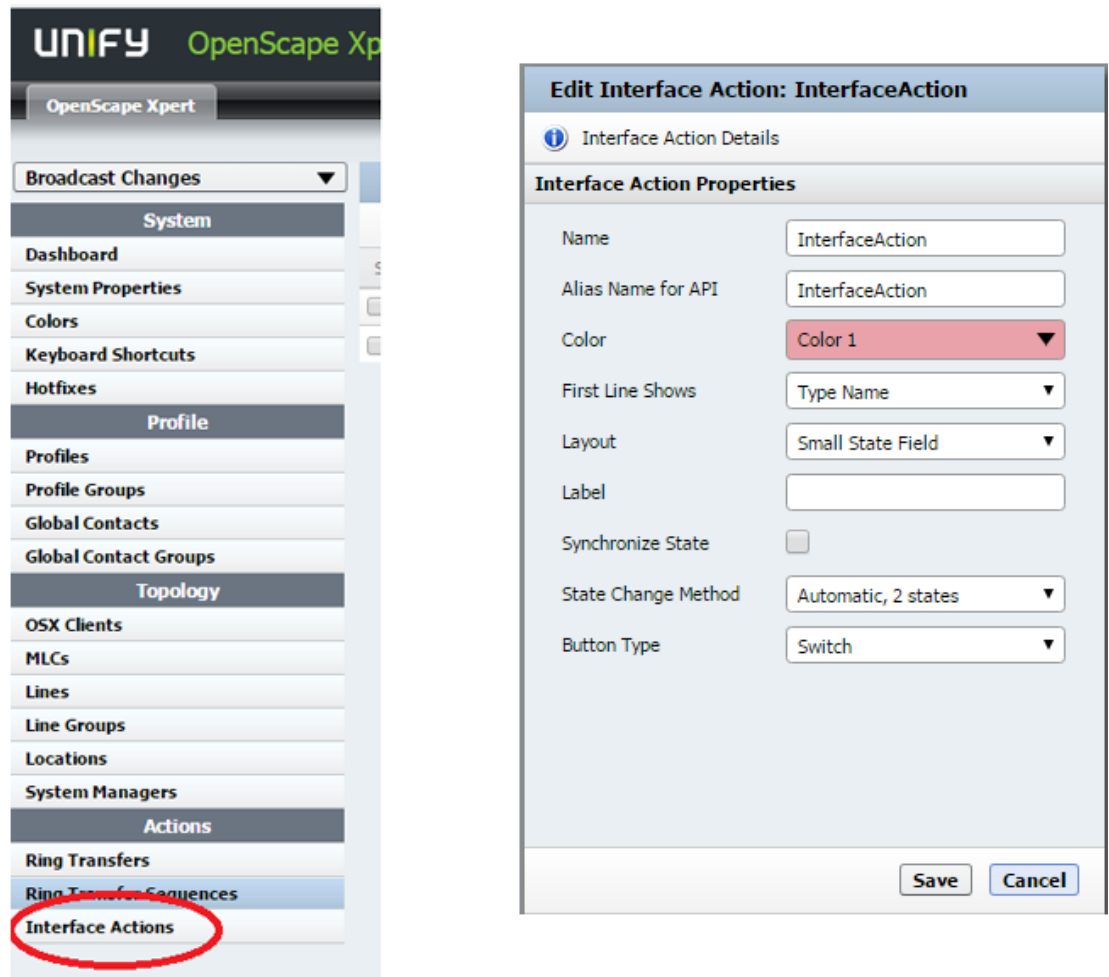 UNIFY OpenScape Xp
OpenScape Xpert
Broadcast Changes
System
Dashboard
System Properties
Colors
Keyboard Shortcuts
Hotfixes
Profile
Profiles
Profile Groups
Global Contacts
Global Contact Groups
Topology
OSX Clients
MLCs
Lines
Line Groups
Locations
System Managers
Actions
Ring Transfers
Ring Transfer Sequences
Interface Actions
Edit Interface Action: InterfaceAction
Interface Action Details
Interface Action Properties
Name InterfaceAction
Alias Name for API InterfaceAction
Color Color 1
First Line Shows Type Name
Layout Small State Field
Label
Synchronize State
State Change Method Automatic, 2 states
Button Type Switch
Save Cancel